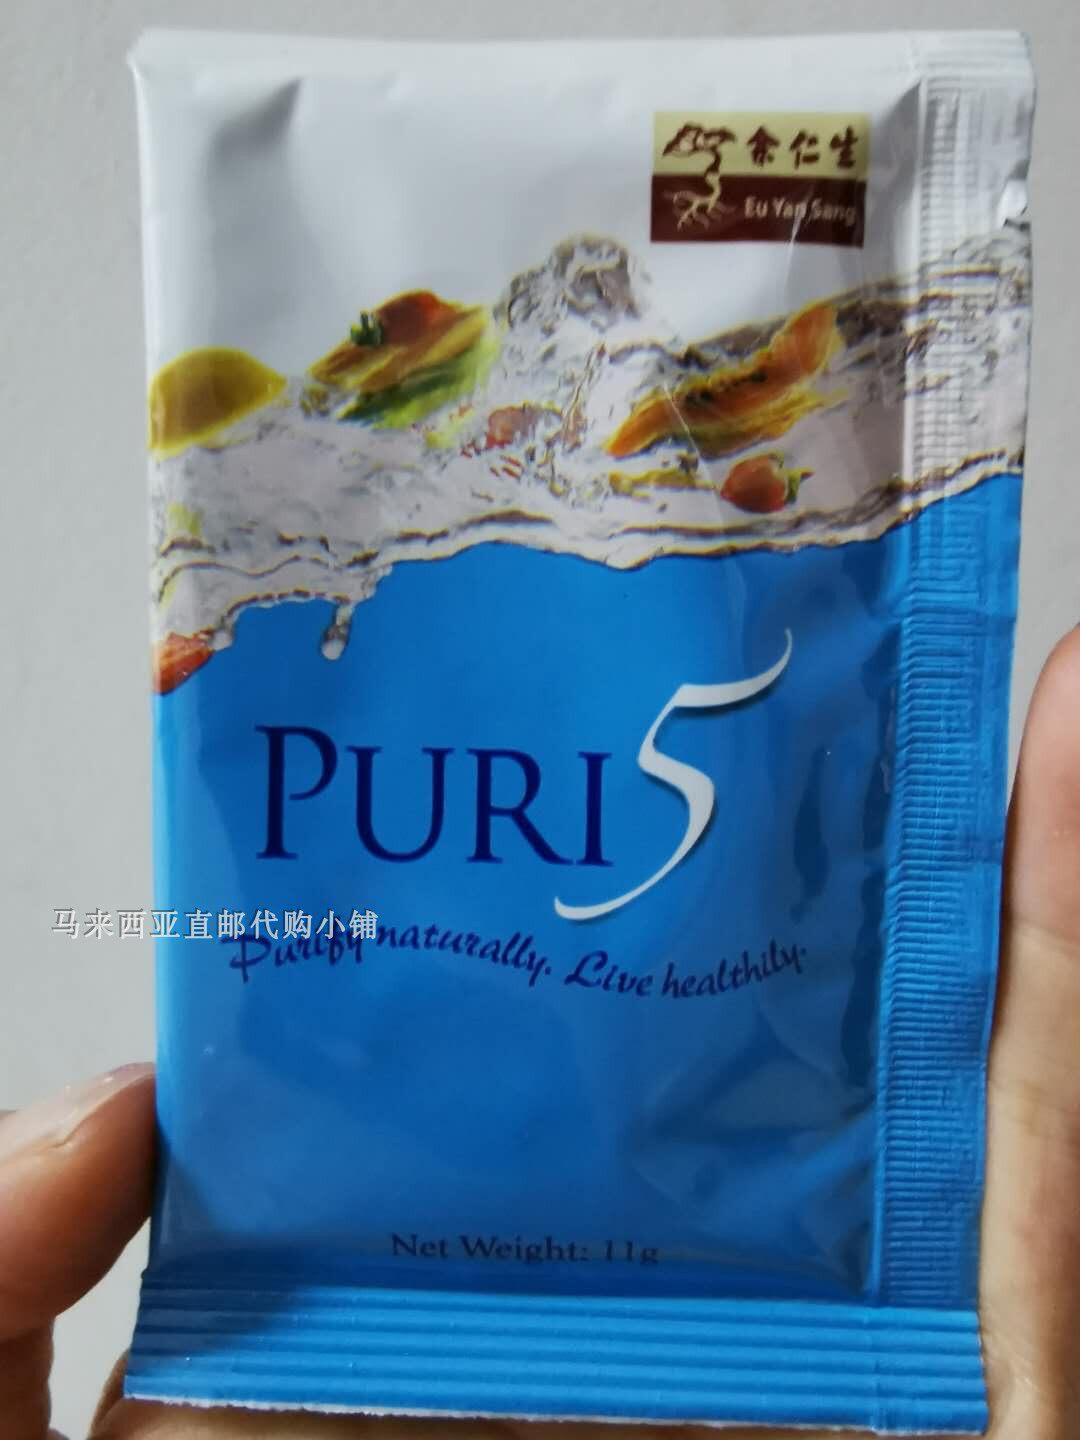 余仁生
Eu Yan Sang
PURI5
马来西亚直邮代购小铺
Purify naturally. Live healthily.
Net Weight: 11g